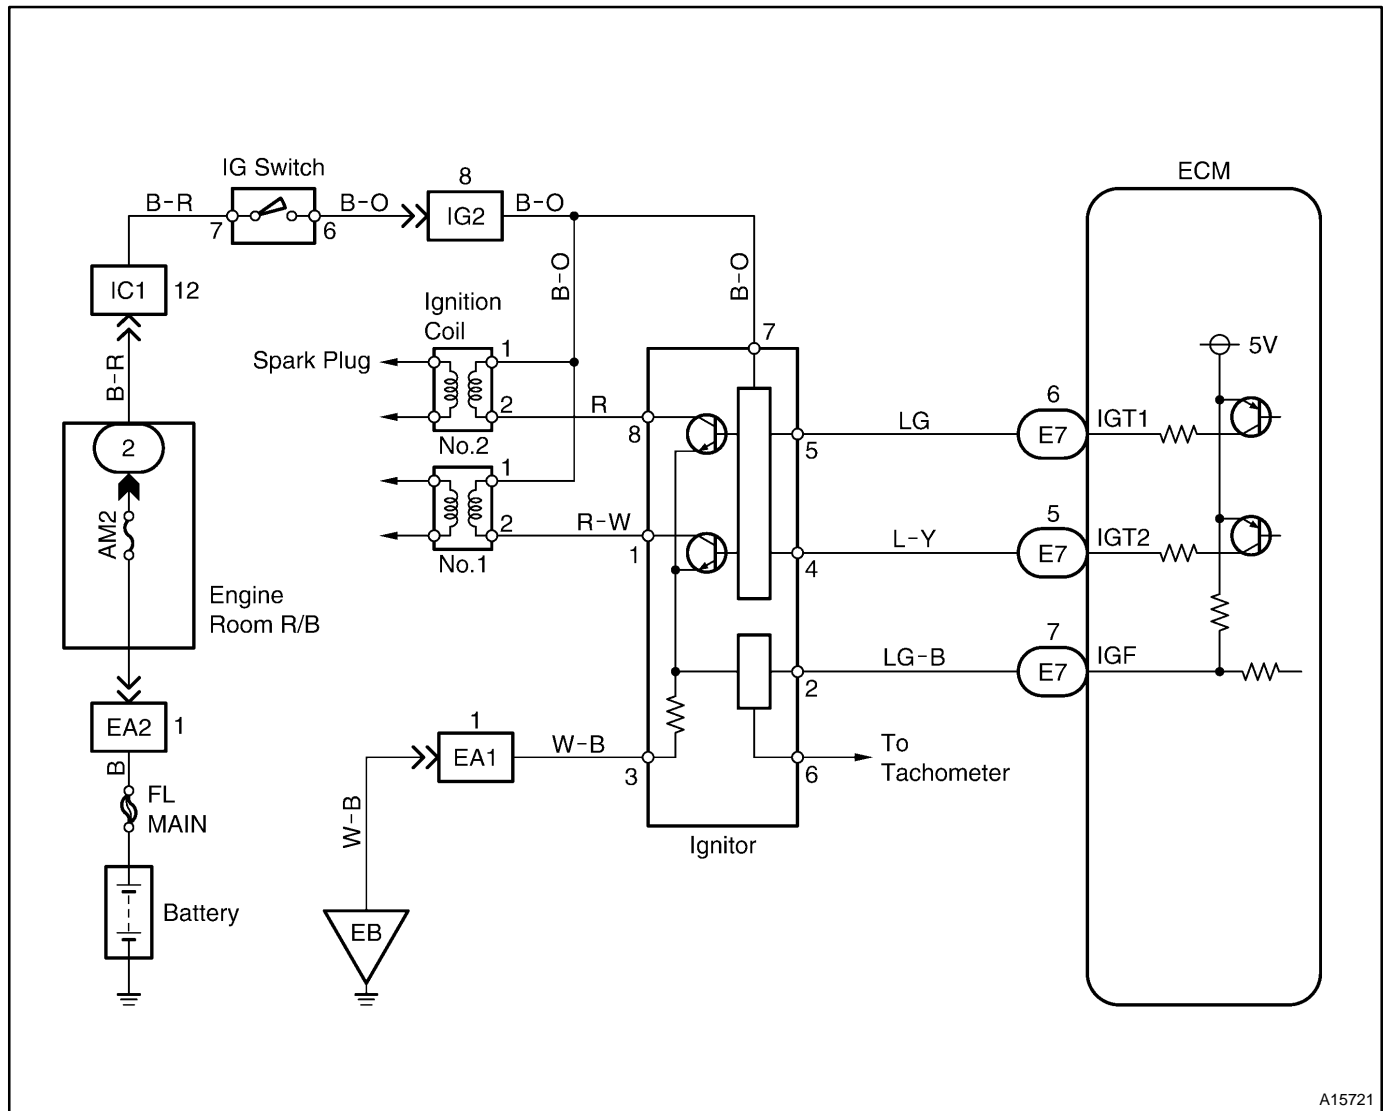 IG Switch
8
ECM
B-R
B-O
IG2
B-O
7
6
IC1
12
B-O
B-O
Ignition
Coil
7
Spark Plug
1
5V
B-R
2
R
8
LG
6
E7
IGT1
5
No.2
2
AM2
1
2
R-W
1
L-Y
5
E7
IGT2
4
No.1
Engine
Room R/B
LG-B
7
E7
IGF
2
EA2
1
1
EA1
W-B
3
To
Tachometer
6
B
FL
MAIN
W-B
Ignitor
Battery
EB
A15721